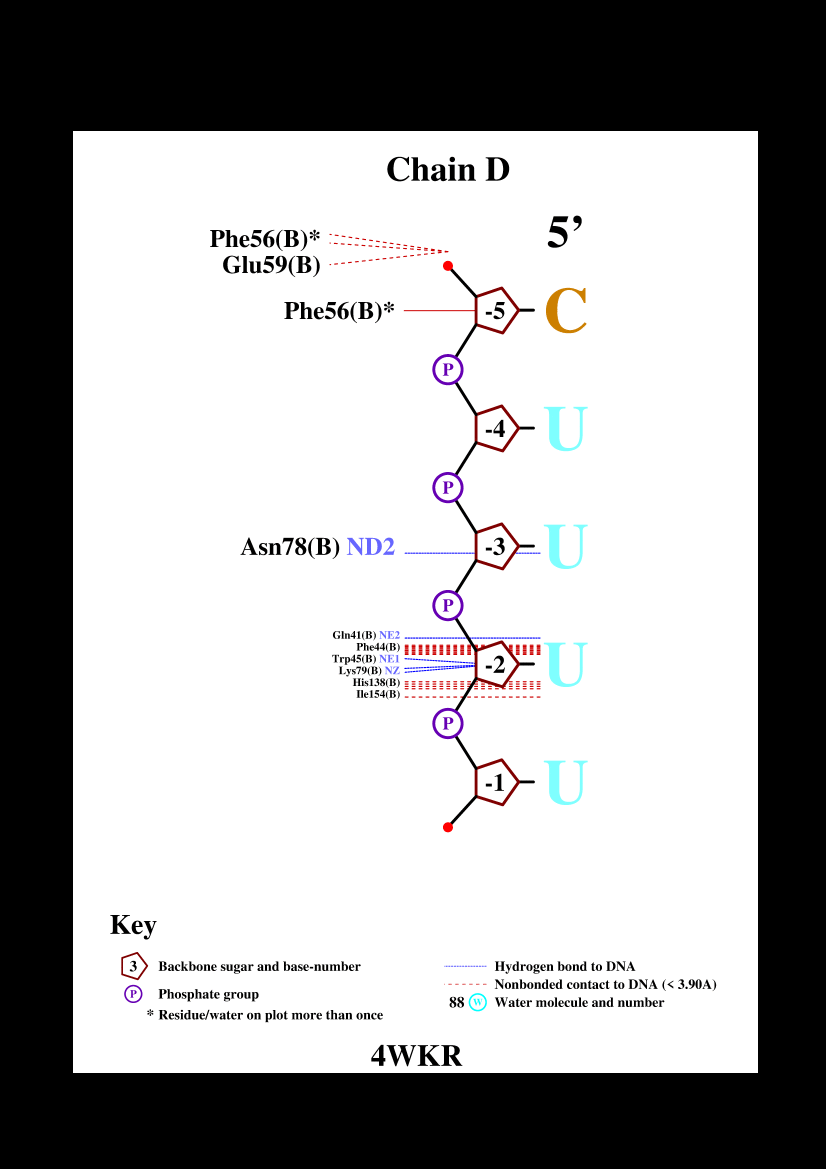 Chain D
5’
Phe56(B)*
Glu59(B)
Phe56(B)* -5 C
P
-4 U
P
Asn78(B) ND2 -3 U
P
Gln41(B) NE2
Phe44(B)
Trp45(B) NE1
-2 U
Lys79(B) NZ
His138(B)
Ile154(B)
P
-1 U
Key
3 Backbone sugar and base-number
P Phosphate group
* Residue/water on plot more than once
Hydrogen bond to DNA
Nonbonded contact to DNA (< 3.90A)
88 W Water molecule and number
4WKR